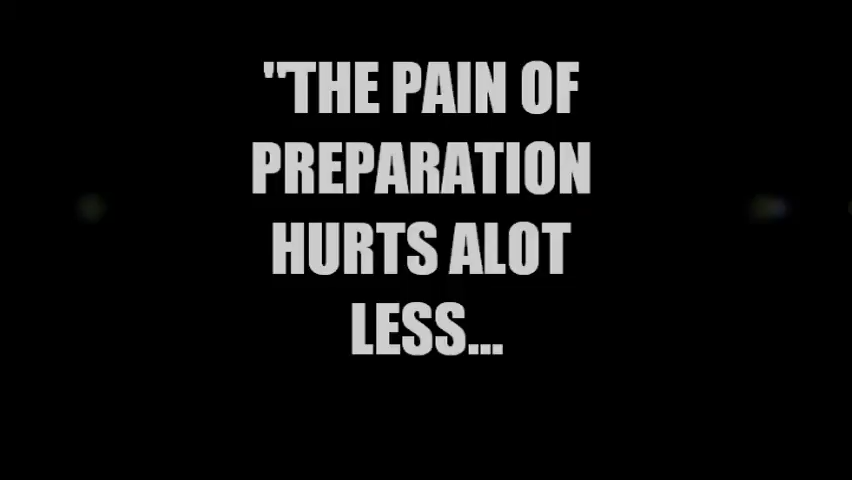 "THE PAIN OF
PREPARATION
HURTS ALOT
LESS...